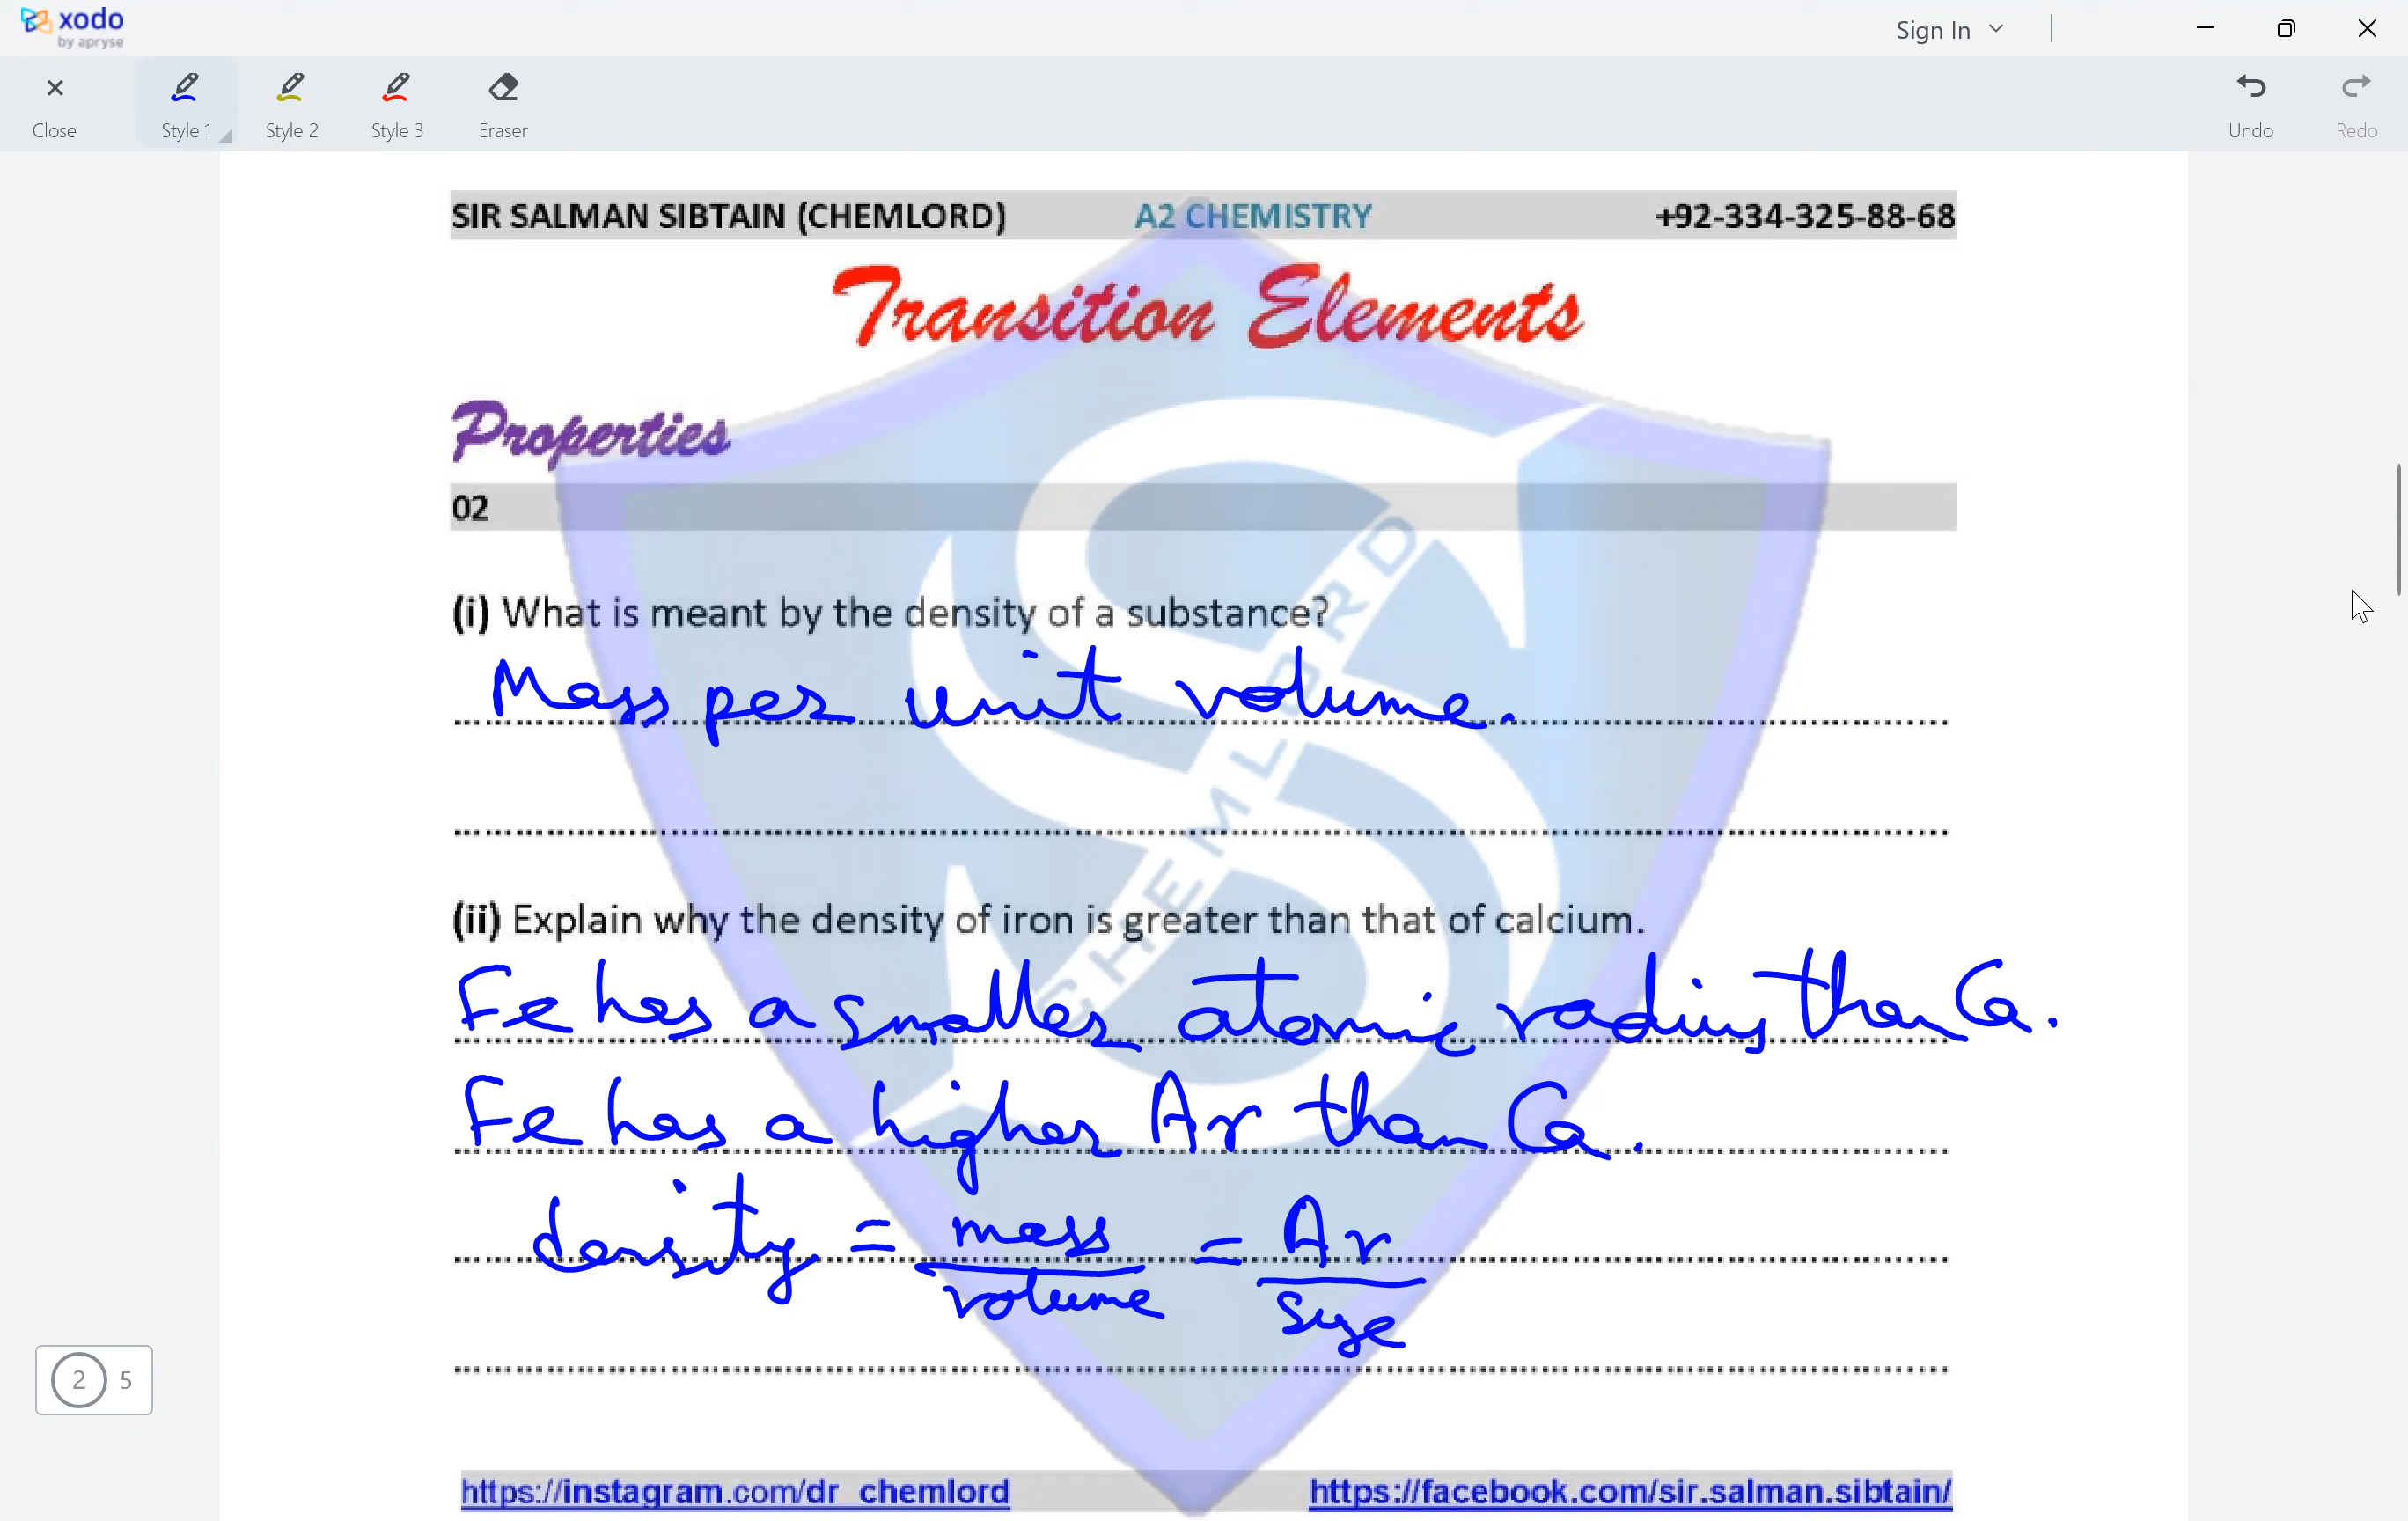 xodo
by apryse
Sign In
Close
Style 1
Style 2
Style 3
Eraser
Undo
Redo
SIR SALMAN SIBTAIN (CHEMLORD) A2 CHEMISTRY +92-334-325-88-68
Transition Elements
Properties
02
(i) What is meant by the density of a substance?
Mass per unit volume.
(ii) Explain why the density of iron is greater than that of calcium.
Fe has a smaller atomic radius than Ca.
Fe has a higher Ar than Ca.
density = mass/volume = Ar/size
CHEMLORD
CHEMLORD
2 5
https://instagram.com/dr_chemlord https://facebook.com/sir.salman.sibtain/